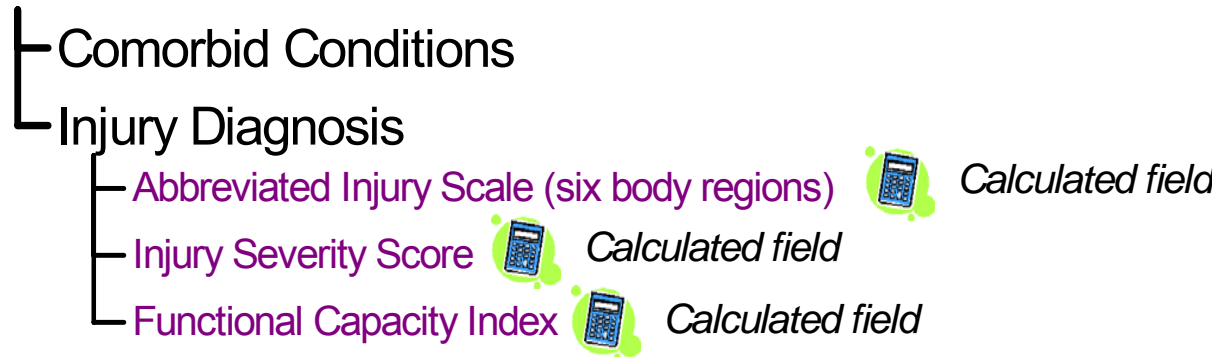 Comorbid Conditions
Injury Diagnosis
Abbreviated Injury Scale (six body regions) Calculated field
Injury Severity Score Calculated field
Functional Capacity Index Calculated field